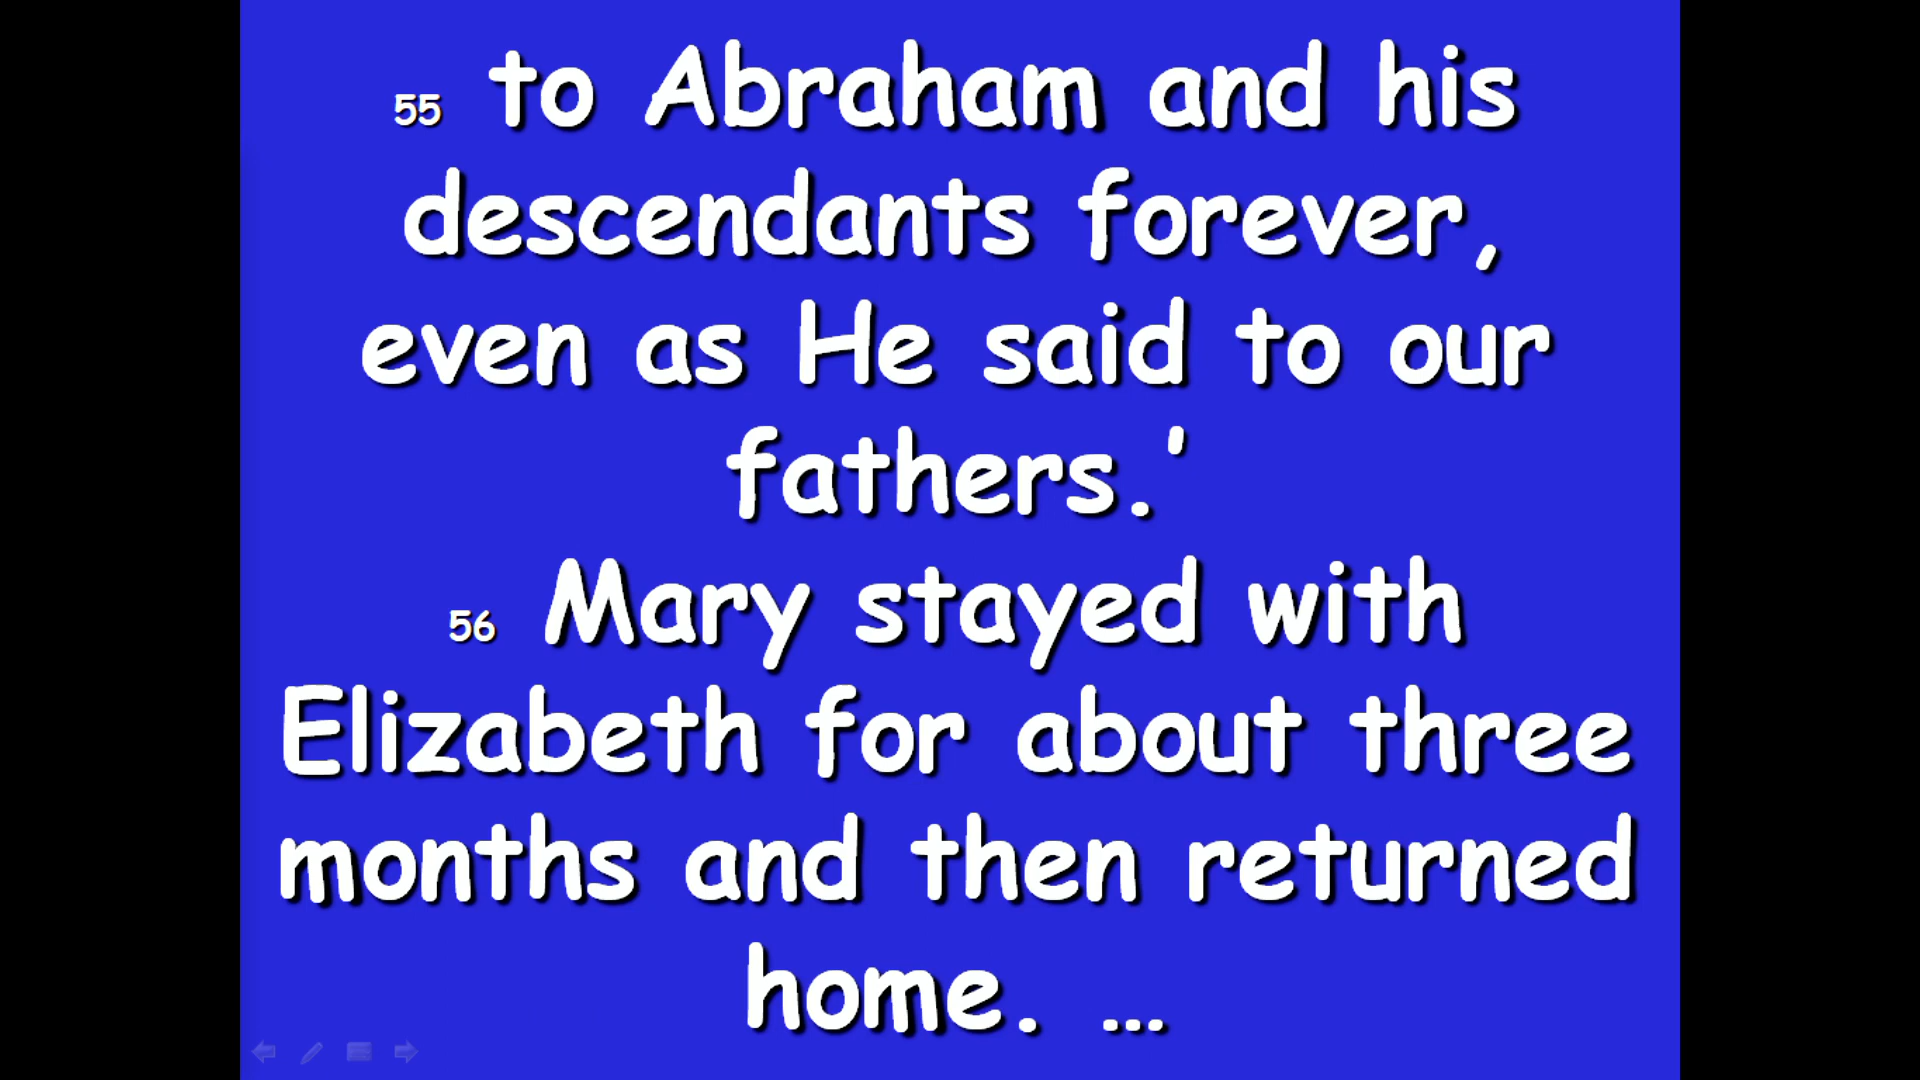 55 to Abraham and his
descendants forever,
even as He said to our
fathers.’
56 Mary stayed with
Elizabeth for about three
months and then returned
home. …